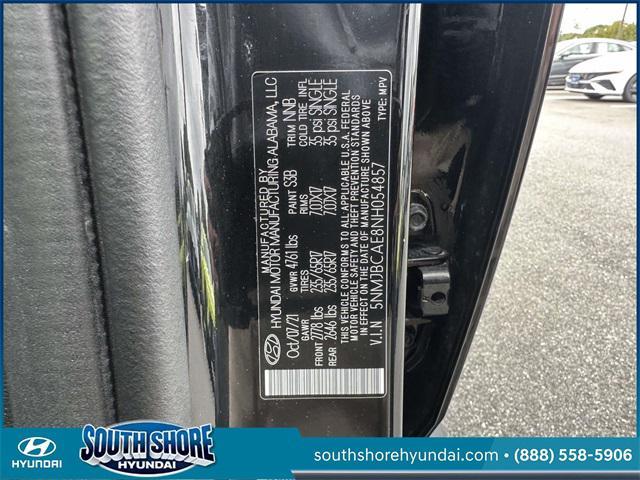 MANUFACTURED BY
HYUNDAI MOTOR MANUFACTURING ALABAMA, LLC
Oct/07/21 GVWR 4761 lbs PAINT S3B TRIM NNB
GAWR TIRES RIMS COLD TIRE INFL
FRONT 2778 lbs 235/65R17 7.0JX17 35 psi SINGLE
REAR 2646 lbs 235/65R17 7.0JX17 35 psi SINGLE
THIS VEHICLE CONFORMS TO ALL APPLICABLE U.S.A. FEDERAL
MOTOR VEHICLE SAFETY AND THEFT PREVENTION STANDARDS
IN EFFECT ON THE DATE OF MANUFACTURE SHOWN ABOVE
V.I.N 5NMJBCAE8NH054857 TYPE: MPV
HYUNDAI
SOUTH SHORE
HYUNDAI
southshorehyundai.com • (888) 558-5906